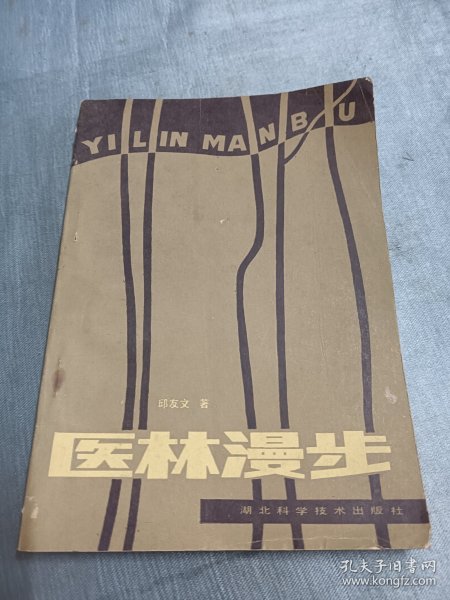 YI LIN MAN BU
邱友文 著
医林漫步
湖北科学技术出版社
孔夫子旧书网
www.kongfz.com